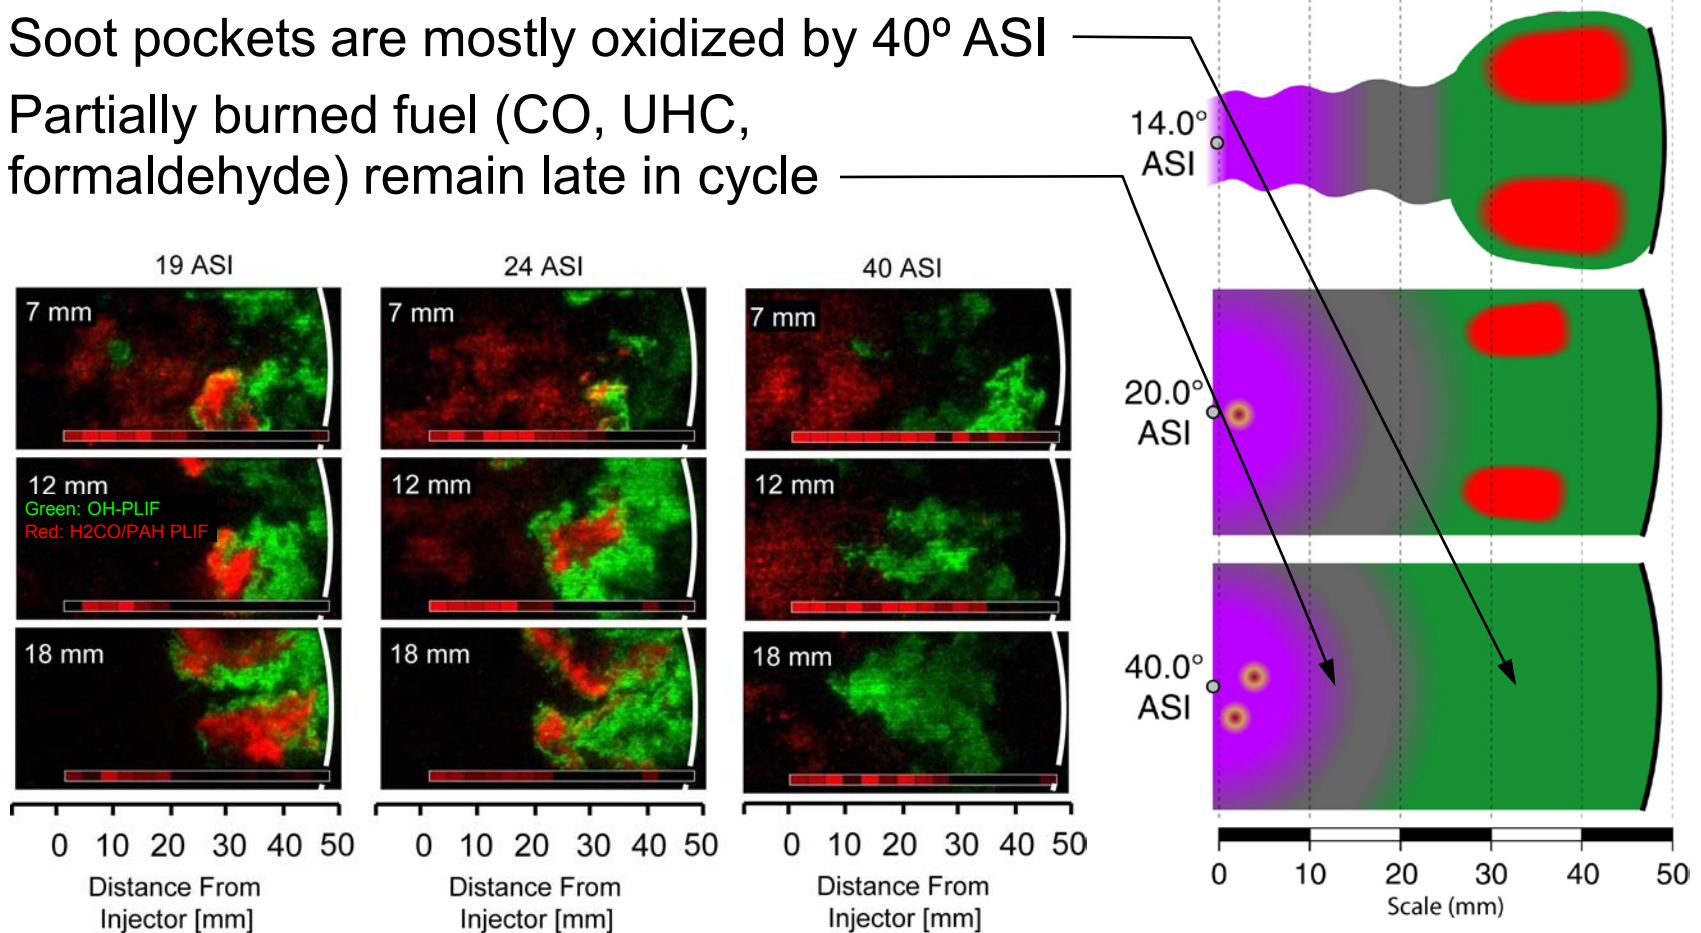 Soot pockets are mostly oxidized by 40º ASI
Partially burned fuel (CO, UHC,
formaldehyde) remain late in cycle
19 ASI
24 ASI
40 ASI
7 mm
7 mm
7 mm
12 mm
Green: OH-PLIF
Red: H2CO/PAH PLIF
12 mm
12 mm
18 mm
18 mm
18 mm
0 10 20 30 40 50
0 10 20 30 40 50
0 10 20 30 40 50
Distance From
Injector [mm]
Distance From
Injector [mm]
Distance From
Injector [mm]
14.0°
ASI
20.0°
ASI
40.0°
ASI
0 10 20 30 40 50
Scale (mm)